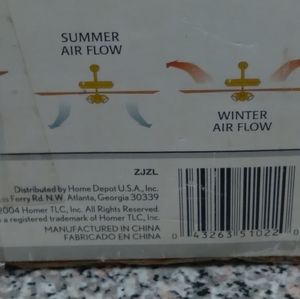 SUMMER
AIR FLOW
WINTER
AIR FLOW
ZJZL
Distributed by Home Depot U.S.A., Inc.
Ferry Rd. N.W. Atlanta, Georgia 30339
2004 Homer TLC, Inc. All Rights Reserved.
a registered trademark of Homer TLC, Inc.
MANUFACTURED IN CHINA
FABRICADO EN CHINA
0 43263 51022 0